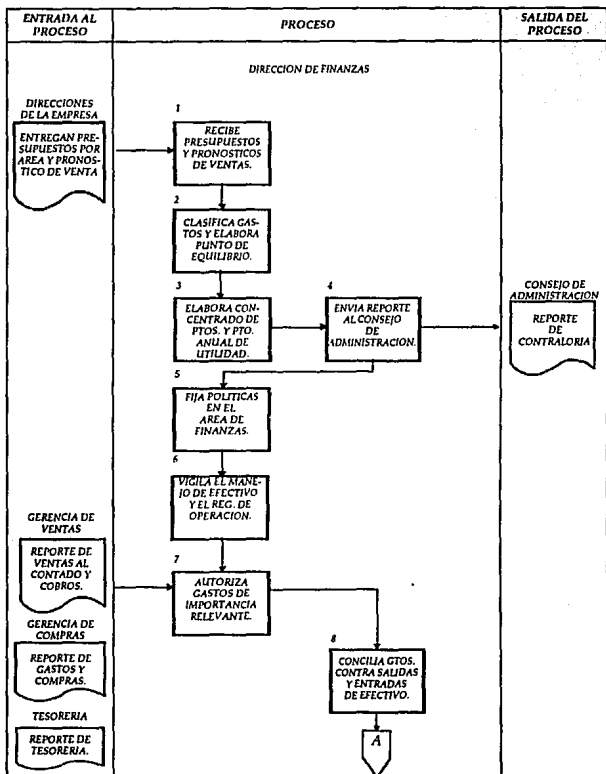 ENTRADA AL
PROCESO
PROCESO
SALIDA DEL
PROCESO
DIRECCION DE FINANZAS
DIRECCIONES
DE LA EMPRESA
ENTREGAN PRE-
SUPUESTOS POR
AREA Y PRONOS-
TICO DE VENTA
1
RECIBE
PRESUPUESTOS
Y PRONOSTICOS
DE VENTAS.
2
CLASIFICA GAS-
TOS Y ELABORA
PUNTO DE
EQUILIBRIO.
3
ELABORA CON-
CENTRADO DE
PTOS. Y PTO.
ANUAL DE
UTILIDAD.
4
ENVIA REPORTE
AL CONSEJO
DE
ADMINISTRACION.
CONSEJO DE
ADMINISTRACION
REPORTE
DE
CONTRALORIA
5
FIJA POLITICAS
EN EL
AREA DE
FINANZAS.
6
VIGILA EL MANE-
JO DE EFECTIVO
Y EL REG. DE
OPERACION.
GERENCIA DE
VENTAS
REPORTE DE
VENTAS AL
CONTADO Y
COBROS.
7
AUTORIZA
GASTOS DE
IMPORTANCIA
RELEVANTE.
GERENCIA DE
COMPRAS
REPORTE DE
GASTOS Y
COMPRAS.
8
CONCILIA GTOS.
CONTRA SALIDAS
Y ENTRADAS
DE EFECTIVO.
TESORERIA
REPORTE DE
TESORERIA.
A